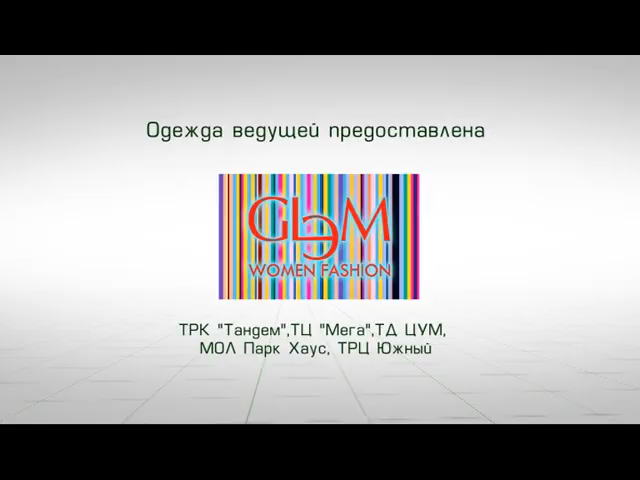 Одежда ведущей предоставлена
GLЭM
WOMEN FASHION
ТРК "Тандем",ТЦ "Мега",ТД ЦУМ,
МОЛ Парк Хаус, ТРЦ Южный